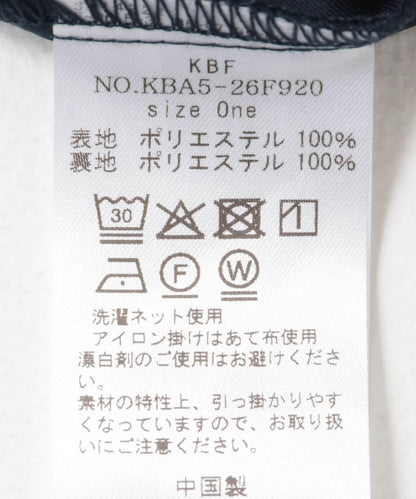 KBF
NO.KBA5-26F920
size One
表地 ポリエステル 100%
裏地 ポリエステル 100%
30
F W
洗濯ネット使用
アイロン掛けはあて布使用
漂白剤のご使用はお避けくださ
い。
素材の特性上、引っ掛かりやす
くなっていますので、お取り扱
いにご注意ください。
中国製